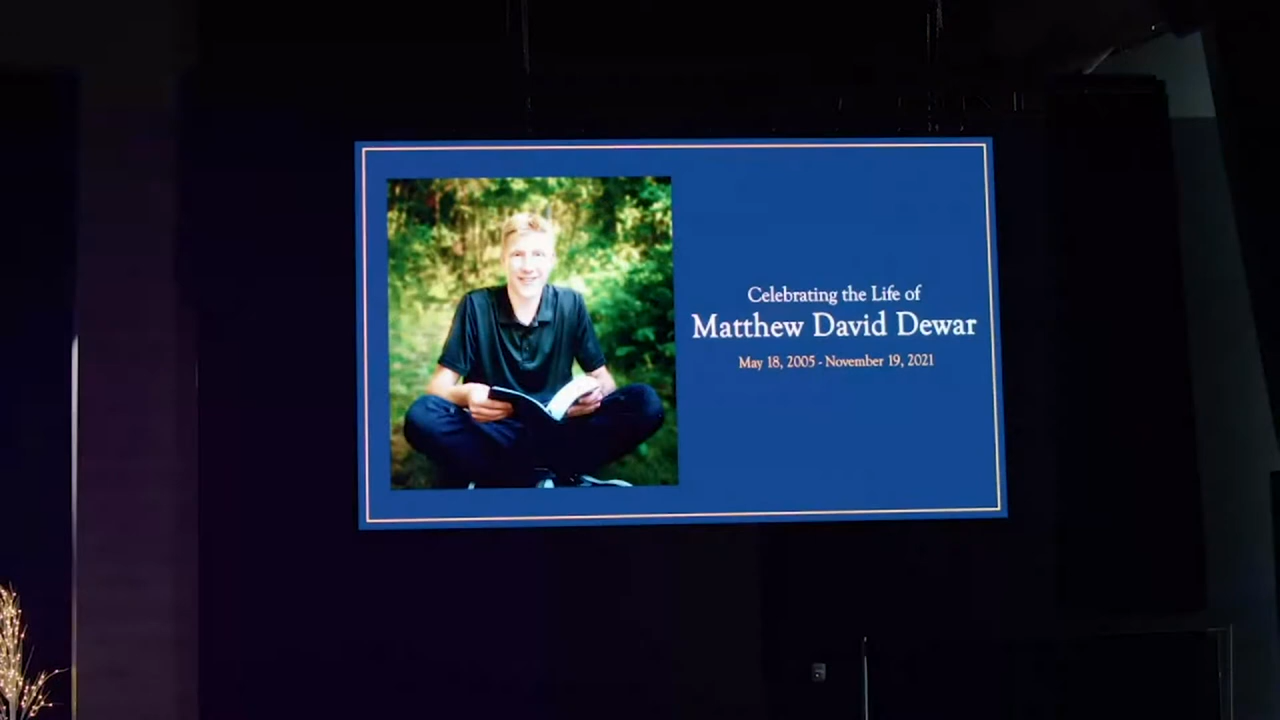 Celebrating the Life of
Matthew David Dewar
May 18, 2005 - November 19, 2021